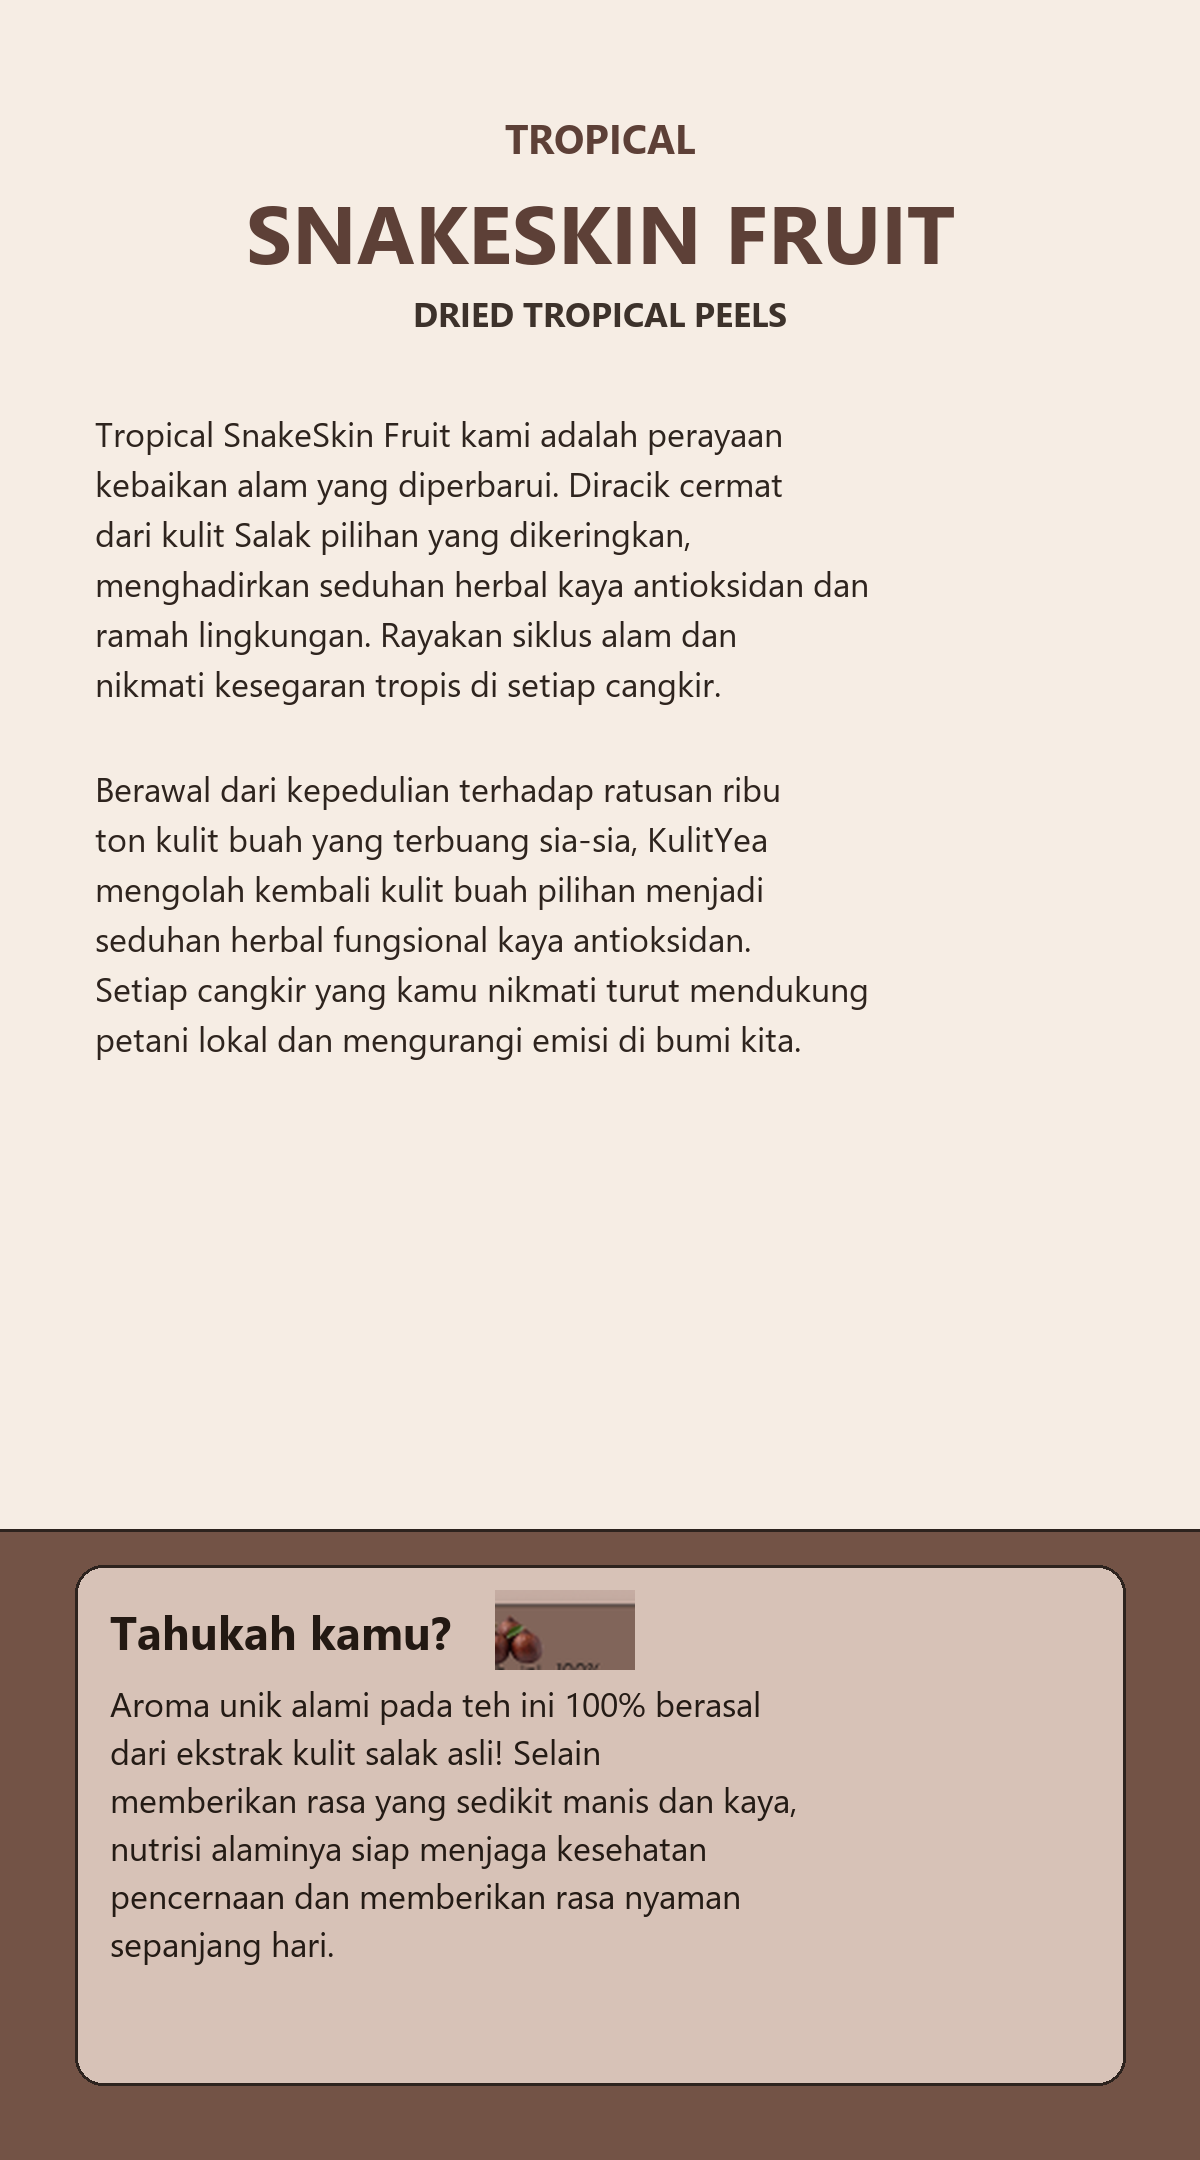 TROPICAL
SNAKESKIN FRUIT
DRIED TROPICAL PEELS
Tropical SnakeSkin Fruit kami adalah perayaan
kebaikan alam yang diperbarui. Diracik cermat
dari kulit Salak pilihan yang dikeringkan,
menghadirkan seduhan herbal kaya antioksidan dan
ramah lingkungan. Rayakan siklus alam dan
nikmati kesegaran tropis di setiap cangkir.
Berawal dari kepedulian terhadap ratusan ribu
ton kulit buah yang terbuang sia-sia, KulitYea
mengolah kembali kulit buah pilihan menjadi
seduhan herbal fungsional kaya antioksidan.
Setiap cangkir yang kamu nikmati turut mendukung
petani lokal dan mengurangi emisi di bumi kita.
Tahukah kamu?
Aroma unik alami pada teh ini 100% berasal
dari ekstrak kulit salak asli! Selain
memberikan rasa yang sedikit manis dan kaya,
nutrisi alaminya siap menjaga kesehatan
pencernaan dan memberikan rasa nyaman
sepanjang hari.